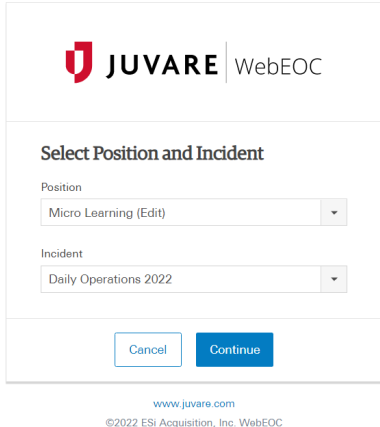 JUVARE WebEOC
Select Position and Incident
Position
Micro Learning (Edit)
Incident
Daily Operations 2022
Cancel Continue
www.juvare.com
©2022 ESi Acquisition, Inc. WebEOC